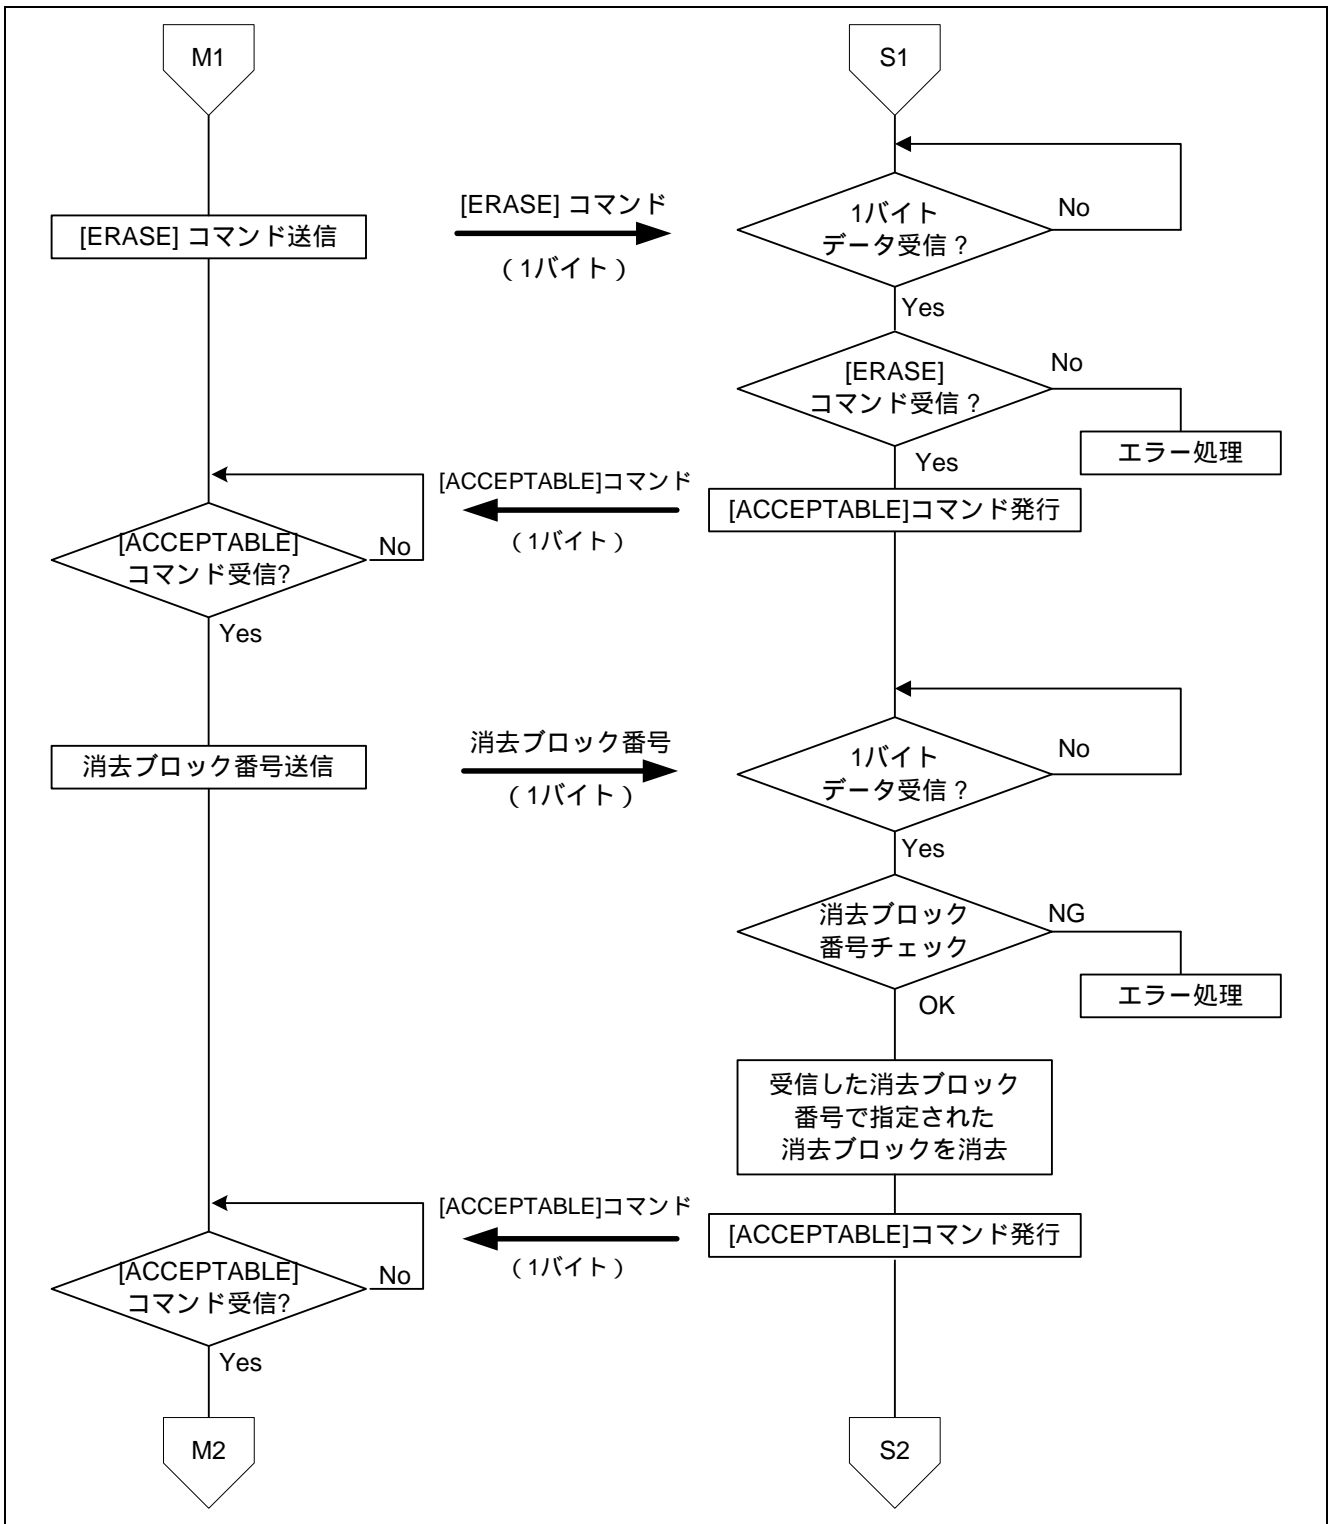 M1
S1
[ERASE] コマンド送信
[ERASE] コマンド
（1バイト）
1バイト
データ受信？
No
Yes
[ERASE]
コマンド受信？
No
エラー処理
Yes
[ACCEPTABLE]コマンド
（1バイト）
[ACCEPTABLE]コマンド発行
[ACCEPTABLE]
コマンド受信?
No
Yes
消去ブロック番号送信
消去ブロック番号
（1バイト）
1バイト
データ受信？
No
Yes
消去ブロック
番号チェック
NG
エラー処理
OK
受信した消去ブロック
番号で指定された
消去ブロックを消去
[ACCEPTABLE]コマンド
（1バイト）
[ACCEPTABLE]コマンド発行
[ACCEPTABLE]
コマンド受信?
No
Yes
M2
S2